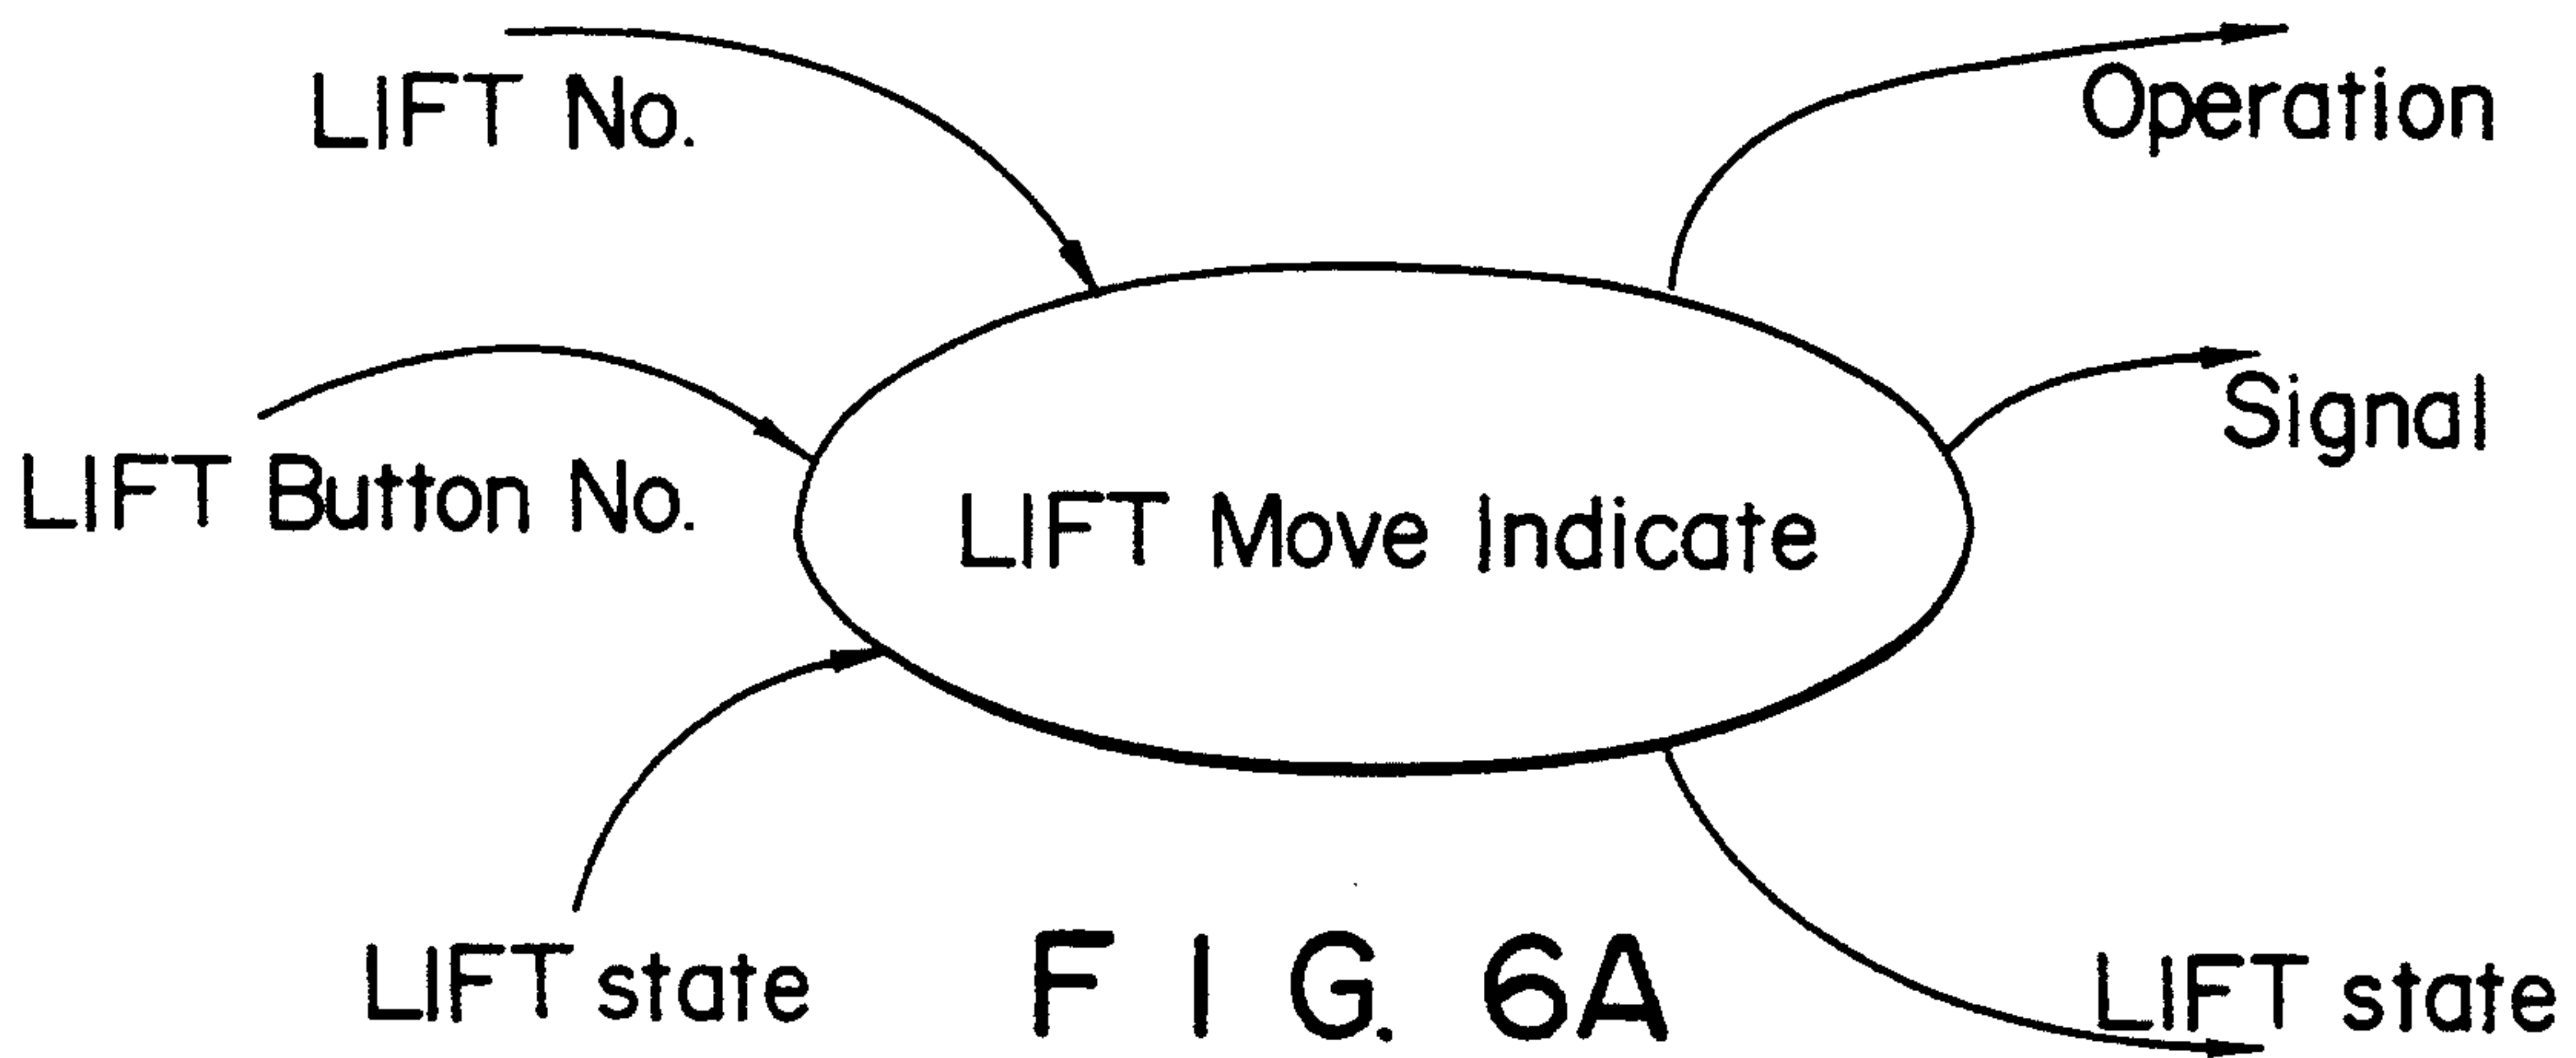 LIFT No.
Operation
LIFT Button No.
Signal
LIFT Move Indicate
LIFT state
LIFT state
FIG. 6A